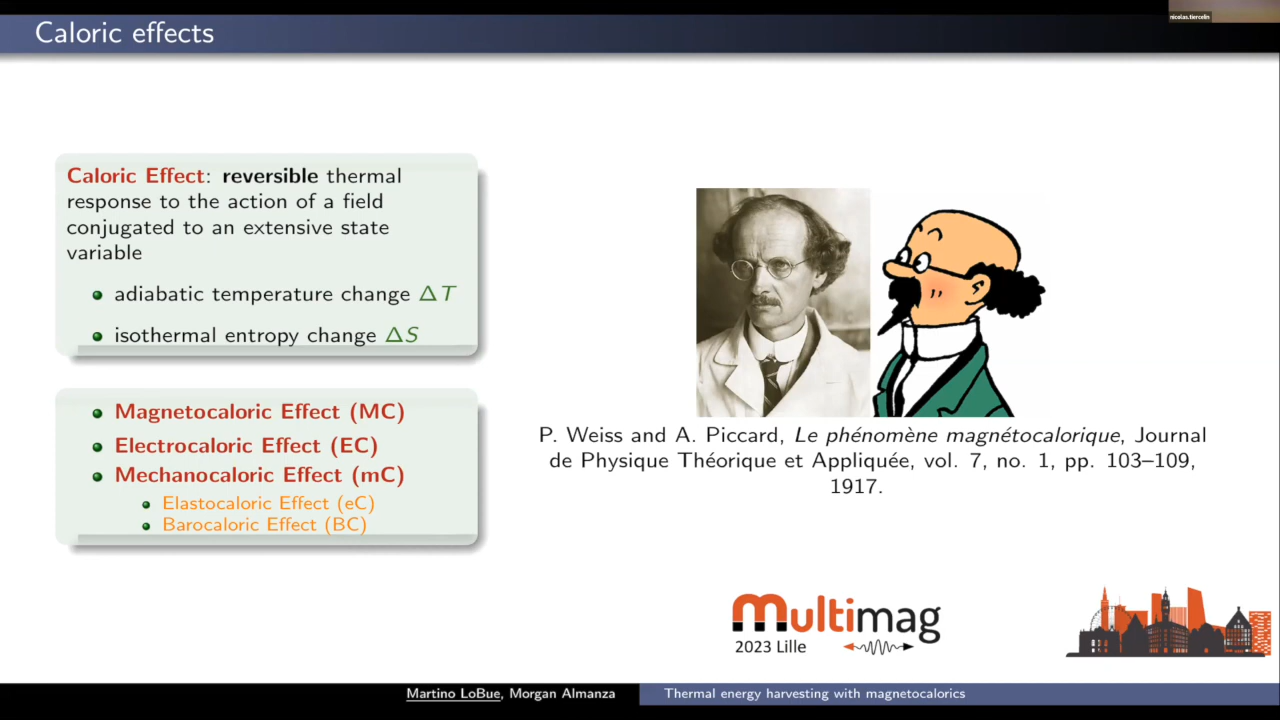 Caloric effects
nicolas.tiercelin
Caloric Effect: reversible thermal
response to the action of a field
conjugated to an extensive state
variable
adiabatic temperature change ΔT
isothermal entropy change ΔS
Magnetocaloric Effect (MC)
Electrocaloric Effect (EC)
Mechanocaloric Effect (mC)
Elastocaloric Effect (eC)
Barocaloric Effect (BC)
P. Weiss and A. Piccard, Le phénomène magnétocalorique, Journal
de Physique Théorique et Appliquée, vol. 7, no. 1, pp. 103–109,
1917.
multimag
2023 Lille
Martino LoBue, Morgan Almanza
Thermal energy harvesting with magnetocalorics